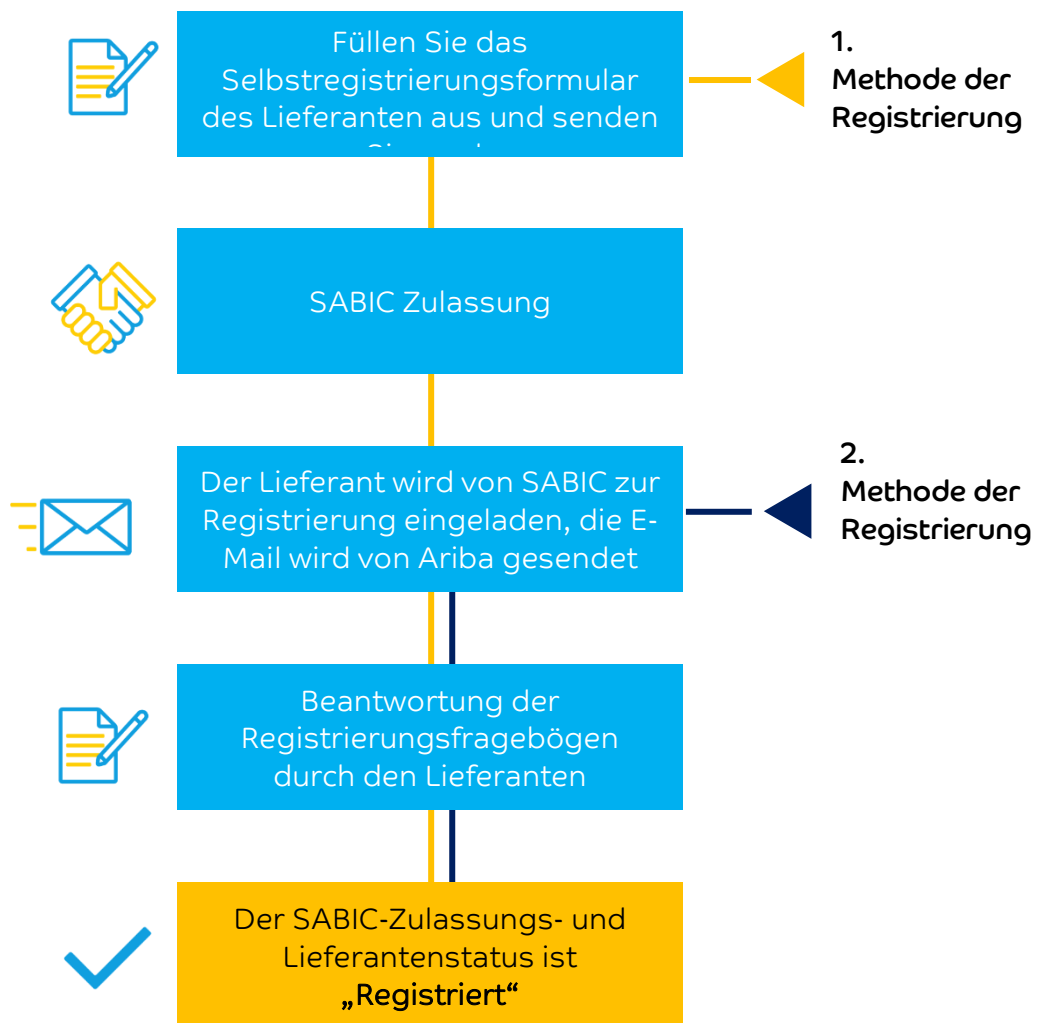 Füllen Sie das
Selbstregistrierungsformular
des Lieferanten aus und senden
1.
Methode der
Registrierung
SABIC Zulassung
Der Lieferant wird von SABIC zur
Registrierung eingeladen, die E-
Mail wird von Ariba gesendet
2.
Methode der
Registrierung
Beantwortung der
Registrierungsfragebögen
durch den Lieferanten
Der SABIC-Zulassungs- und
Lieferantenstatus ist
„Registriert“